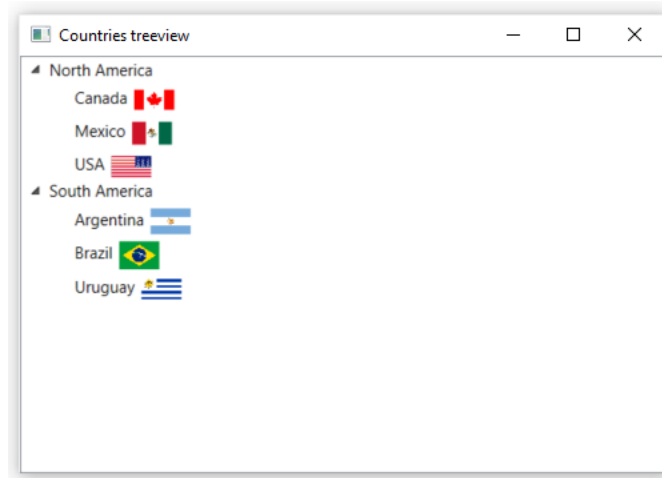 Countries treeview
North America
Canada
Mexico
USA
South America
Argentina
Brazil
Uruguay